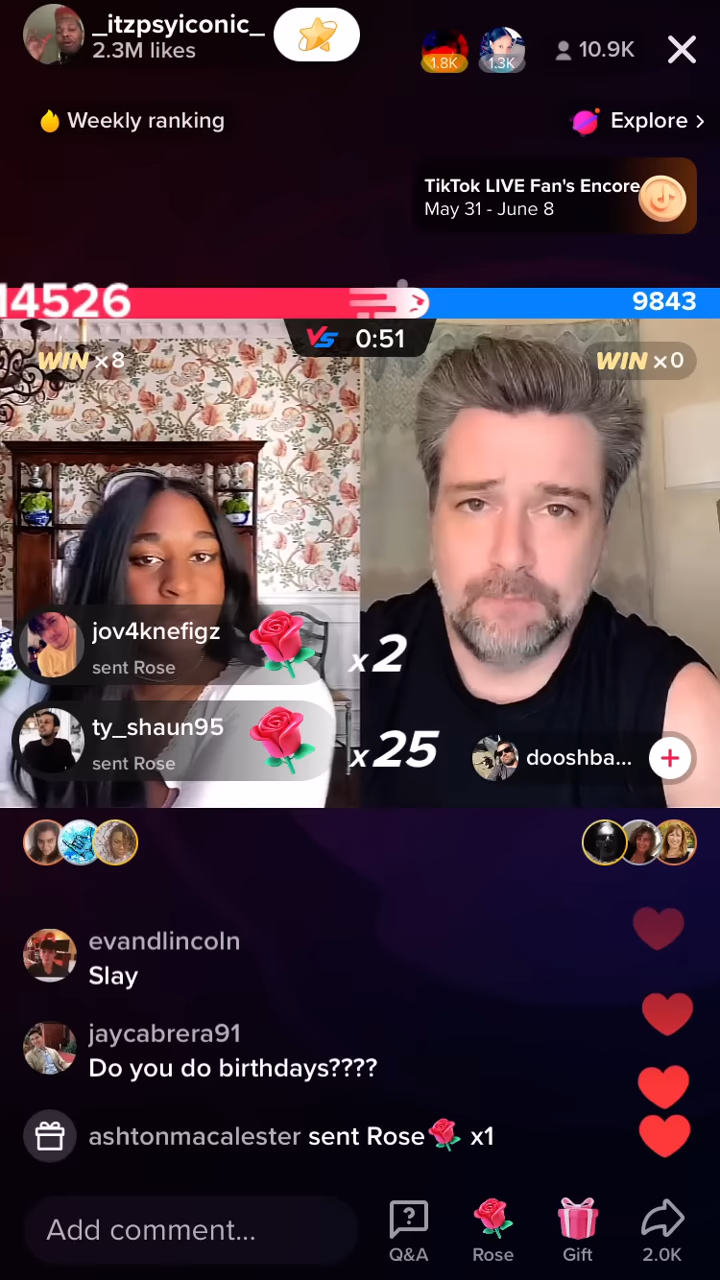 _itzpsyiconic_
2.3M likes
1.8K
1.3K
10.9K
Weekly ranking
Explore >
TikTok LIVE Fan's Encore
May 31 - June 8
14526
9843
VS 0:51
WIN x8
WIN x0
jov4knefigz
sent Rose
x2
ty_shaun95
sent Rose
x25
dooshba...
evandlincoln
Slay
jaycabrera91
Do you do birthdays????
ashtonmacalester sent Rose x1
Add comment...
Q&A
Rose
Gift
2.0K